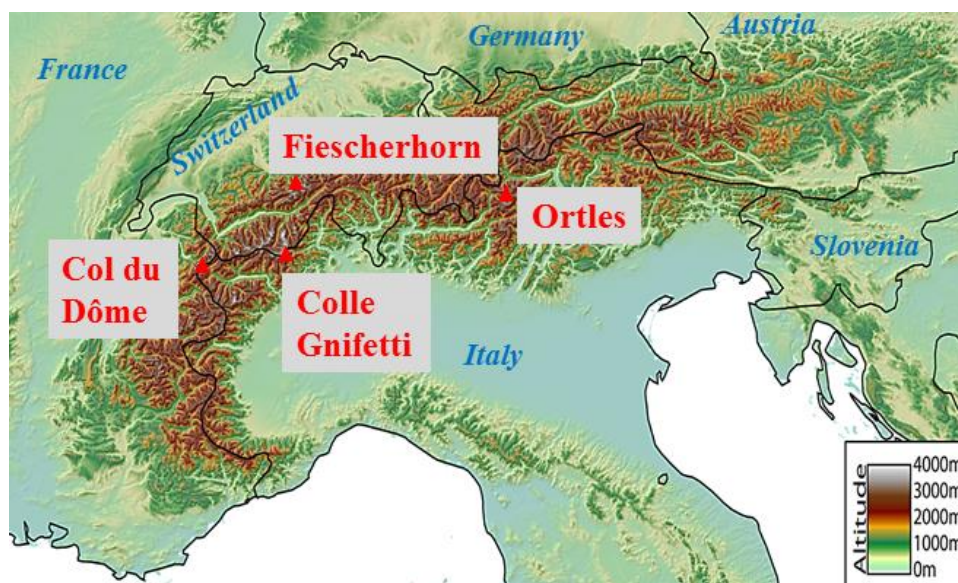 Germany
Austria
France
Switzerland
Fiescherhorn
Ortles
Slovenia
Col du
Dôme
Colle
Gnifetti
Italy
Altitude
4000m
3000m
2000m
1000m
0m